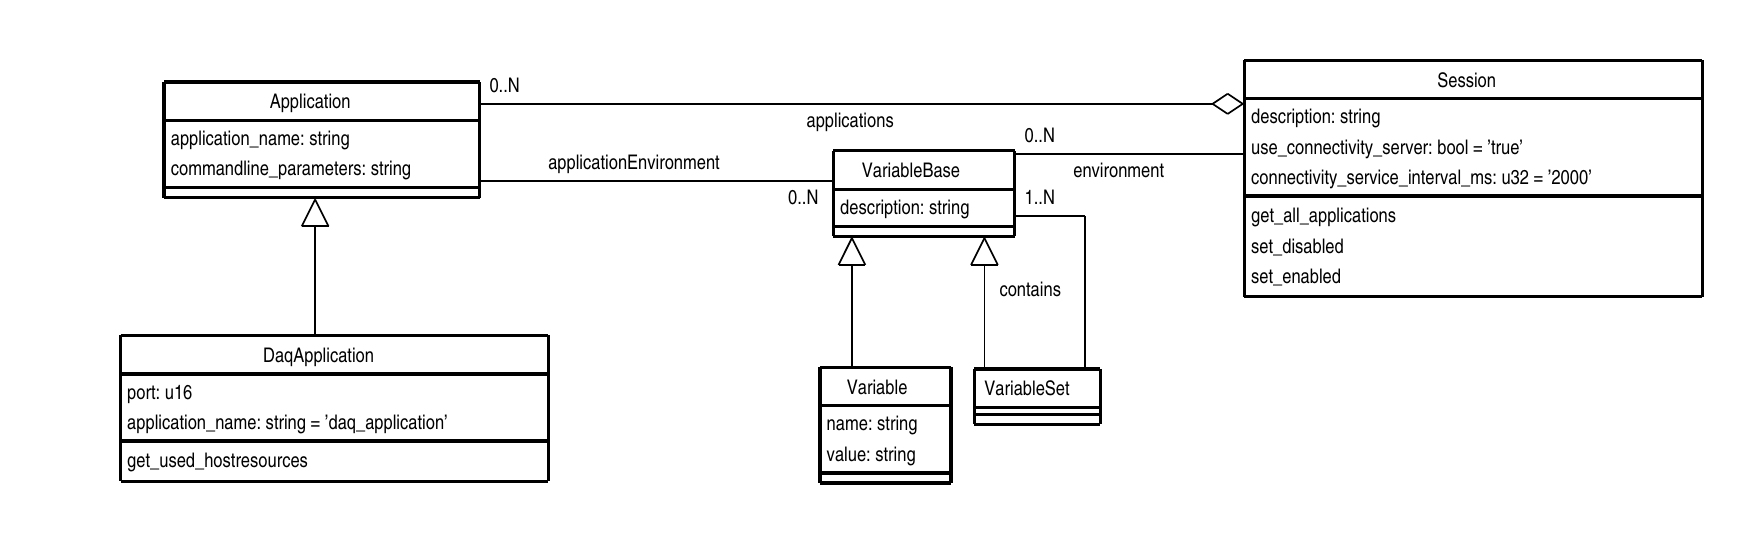 0..N
Application
application_name: string
commandline_parameters: string
applications
applicationEnvironment
0..N
Session
description: string
use_connectivity_server: bool = ’true’
connectivity_service_interval_ms: u32 = ’2000’
get_all_applications
set_disabled
set_enabled
0..N
environment
VariableBase
description: string
1..N
contains
DaqApplication
port: u16
application_name: string = ’daq_application’
get_used_hostresources
Variable
name: string
value: string
VariableSet